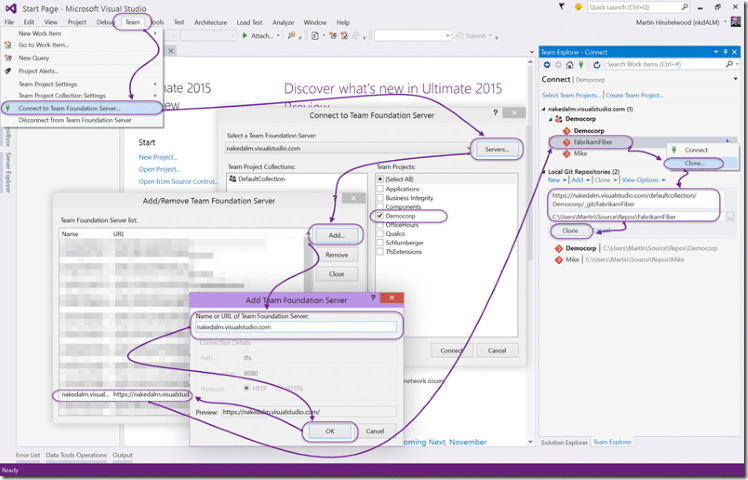 Start Page - Microsoft Visual Studio
Quick Launch (Ctrl+Q)
File Edit View Project Debug Team Tools Test Architecture Load Test Analyze Window Help
Martin Hinshelwood (nkdALM)
New Work Item
Go to Work Item...
New Query
Project Alerts...
Team Project Settings
Team Project Collection Settings
Connect to Team Foundation Server...
Disconnect from Team Foundation Server
Attach...
Submit
Ultimate 2015
Discover what's new in Ultimate 2015
Preview
Start
New Project...
Open Project...
Open from Source Control...
Toolbox
Server Explorer
Connect to Team Foundation Server
Select a Team Foundation Server:
nakedalm.visualstudio.com
Servers...
Team Project Collections:
DefaultCollection
Team Projects:
(Select All)
Applications
Business Integrity
Components
Democorp
OfficeHours
Qualco
Schlumberger
TfsExtensions
Connect
Cancel
Add/Remove Team Foundation Server
Team Foundation Server list:
Name URL
Add...
Remove
Close
nakedalm.visual... https://nakedalm.visualstud
Add Team Foundation Server
Name or URL of Team Foundation Server:
nakedalm.visualstudio.com
Connection Details
Path: tfs
8080
Protocol: HTTP HTTPS
Preview: https://nakedalm.visualstudio.com/
OK
Cancel
network issues
Coming Next, November
Team Explorer - Connect
Search Work Items (Ctrl+#)
Connect | Democorp
Select Team Projects... | Create Team Project...
nakedalm.visualstudio.com (1)
Democorp
Democorp
FabrikamFiber
Mike
Connect
Clone...
Local Git Repositories (2)
New Add Clone View Options
https://nakedalm.visualstudio.com/defaultcollection/
Democorp/_git/FabrikamFiber
C:\Users\Martin\Source\Repos\FabrikamFiber
Clone Cancel
Democorp | C:\Users\Martin\Source\Repos\Democorp
Mike | C:\Users\Martin\Source\Repos\Mike
Solution Explorer Team Explorer
Error List Data Tools Operations Output
Ready